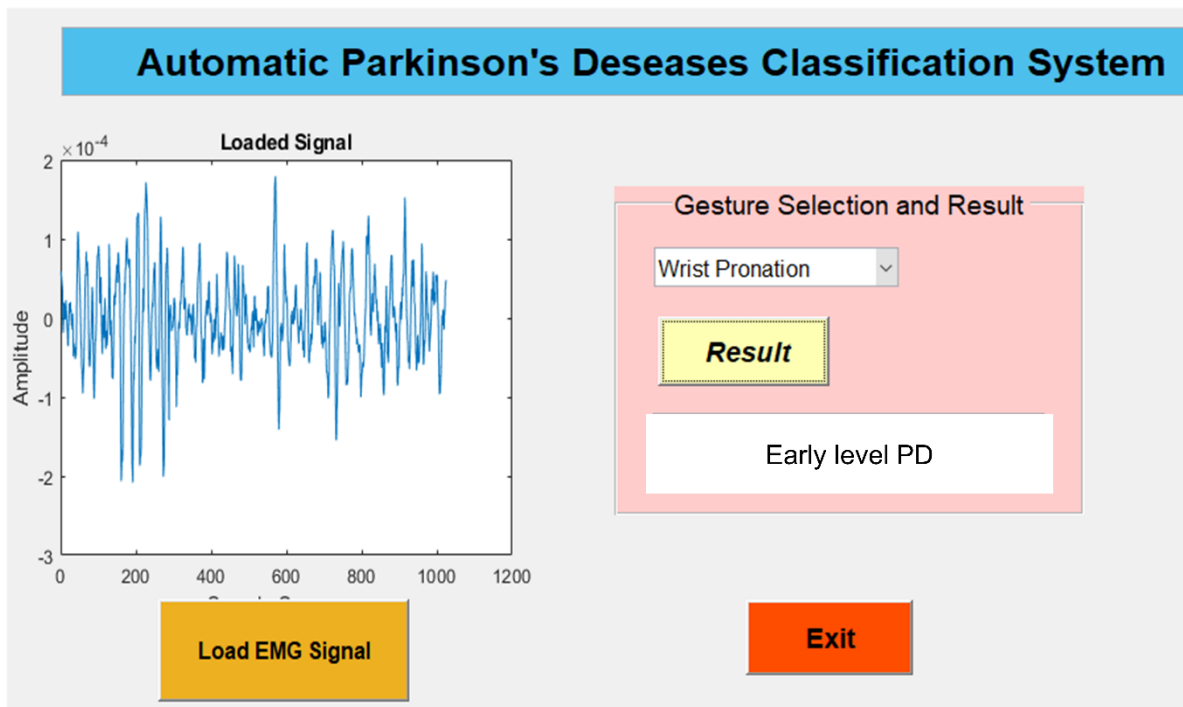 Automatic Parkinson's Deseases Classification System
Loaded Signal
×10-4
2
1
0
-1
-2
-3
Amplitude
0 200 400 600 800 1000 1200
Load EMG Signal
Gesture Selection and Result
Wrist Pronation
Result
Early level PD
Exit